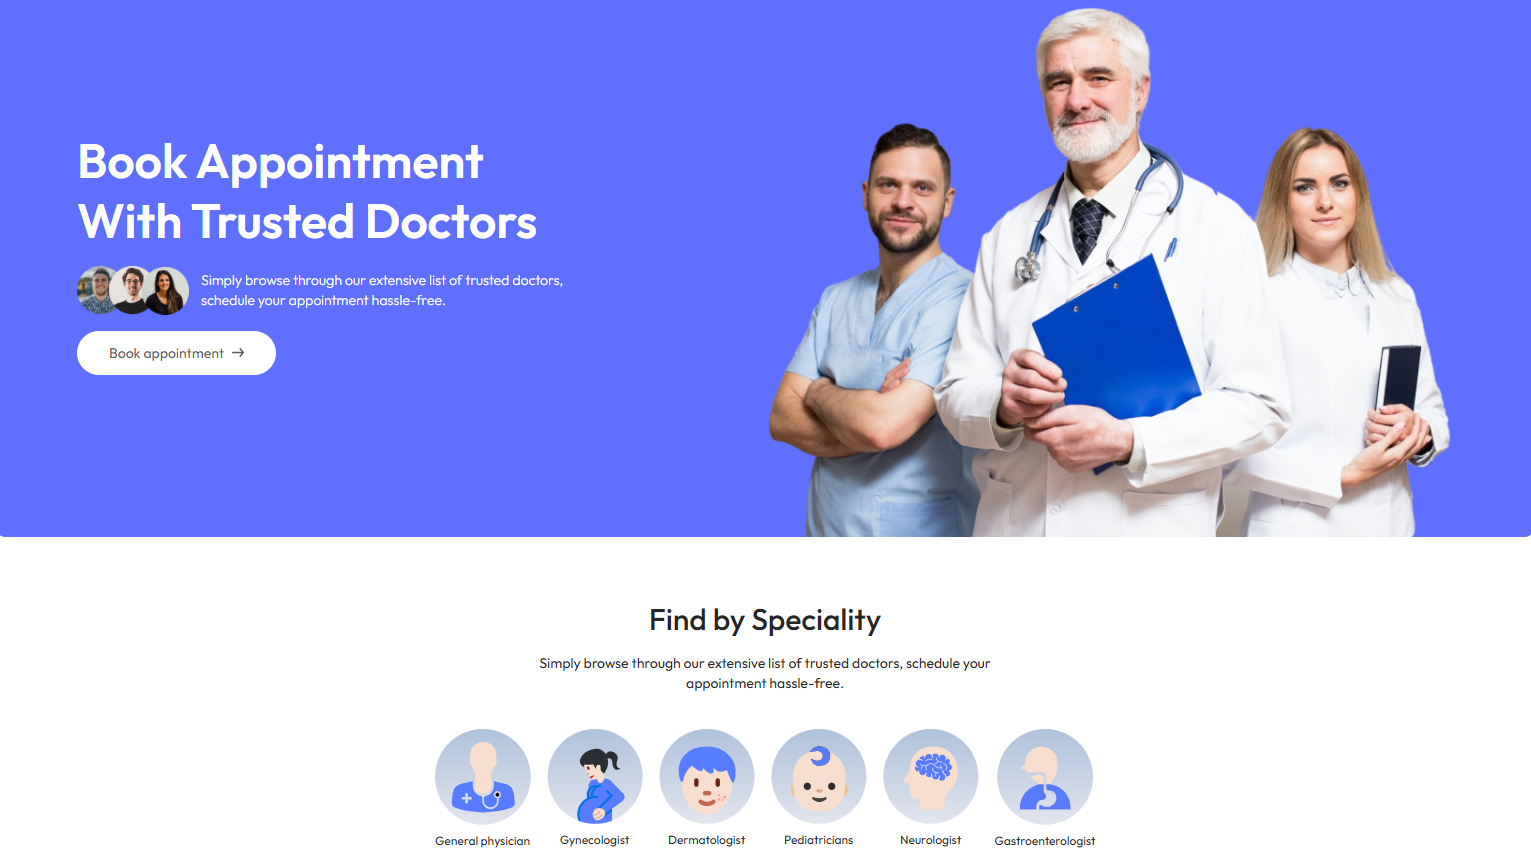 Book Appointment
With Trusted Doctors
Simply browse through our extensive list of trusted doctors,
schedule your appointment hassle-free.
Book appointment →
Find by Speciality
Simply browse through our extensive list of trusted doctors, schedule your
appointment hassle-free.
General physician
Gynecologist
Dermatologist
Pediatricians
Neurologist
Gastroenterologist